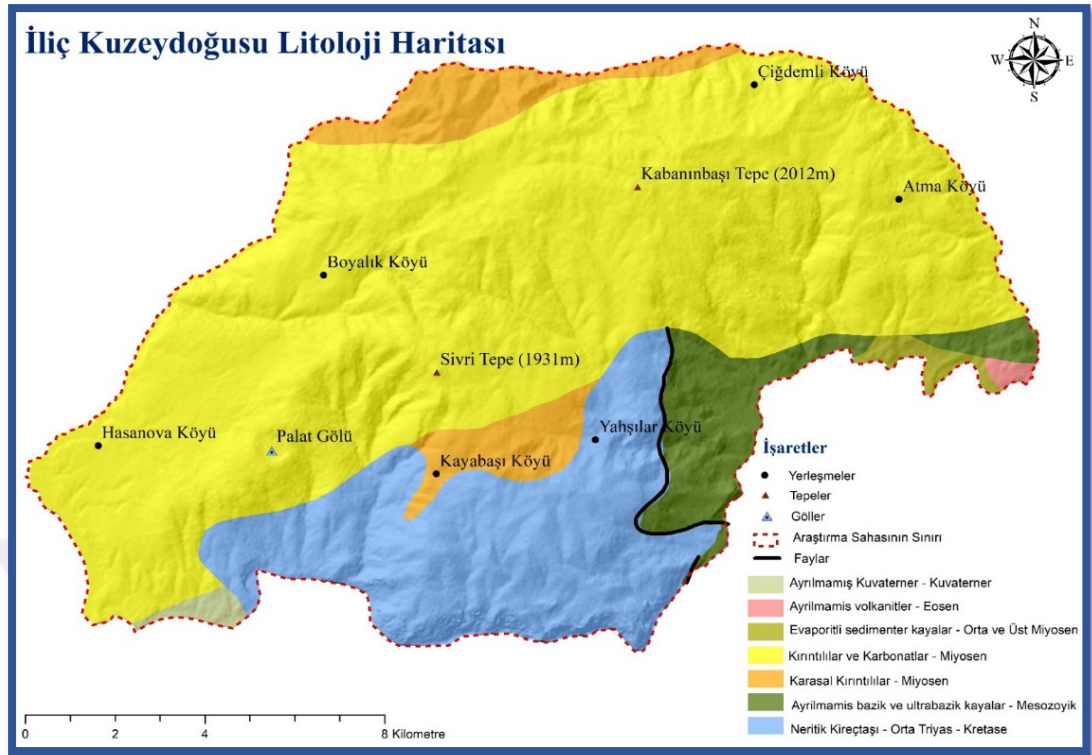 İliç Kuzeydoğusu Litoloji Haritası
N
W E
S
Çiğdemli Köyü
Kabanınbaşı Tepe (2012m)
Atma Köyü
Boyalık Köyü
Sivri Tepe (1931m)
Hasanova Köyü
Palat Gölü
Yahşılar Köyü
Kayabaşı Köyü
İşaretler
Yerleşmeler
Tepeler
Göller
Araştırma Sahasının Sınırı
Faylar
Ayrılmamış Kuvaterner - Kuvaterner
Ayrilmamis volkanitler - Eosen
Evaporitli sedimenter kayalar - Orta ve Üst Miyosen
Kırıntılılar ve Karbonatlar - Miyosen
Karasal Kırıntılılar - Miyosen
Ayrilmamis bazik ve ultrabazik kayalar - Mesozoyik
Neritik Kireçtaşı - Orta Triyas - Kretase
0 2 4 8 Kilometre